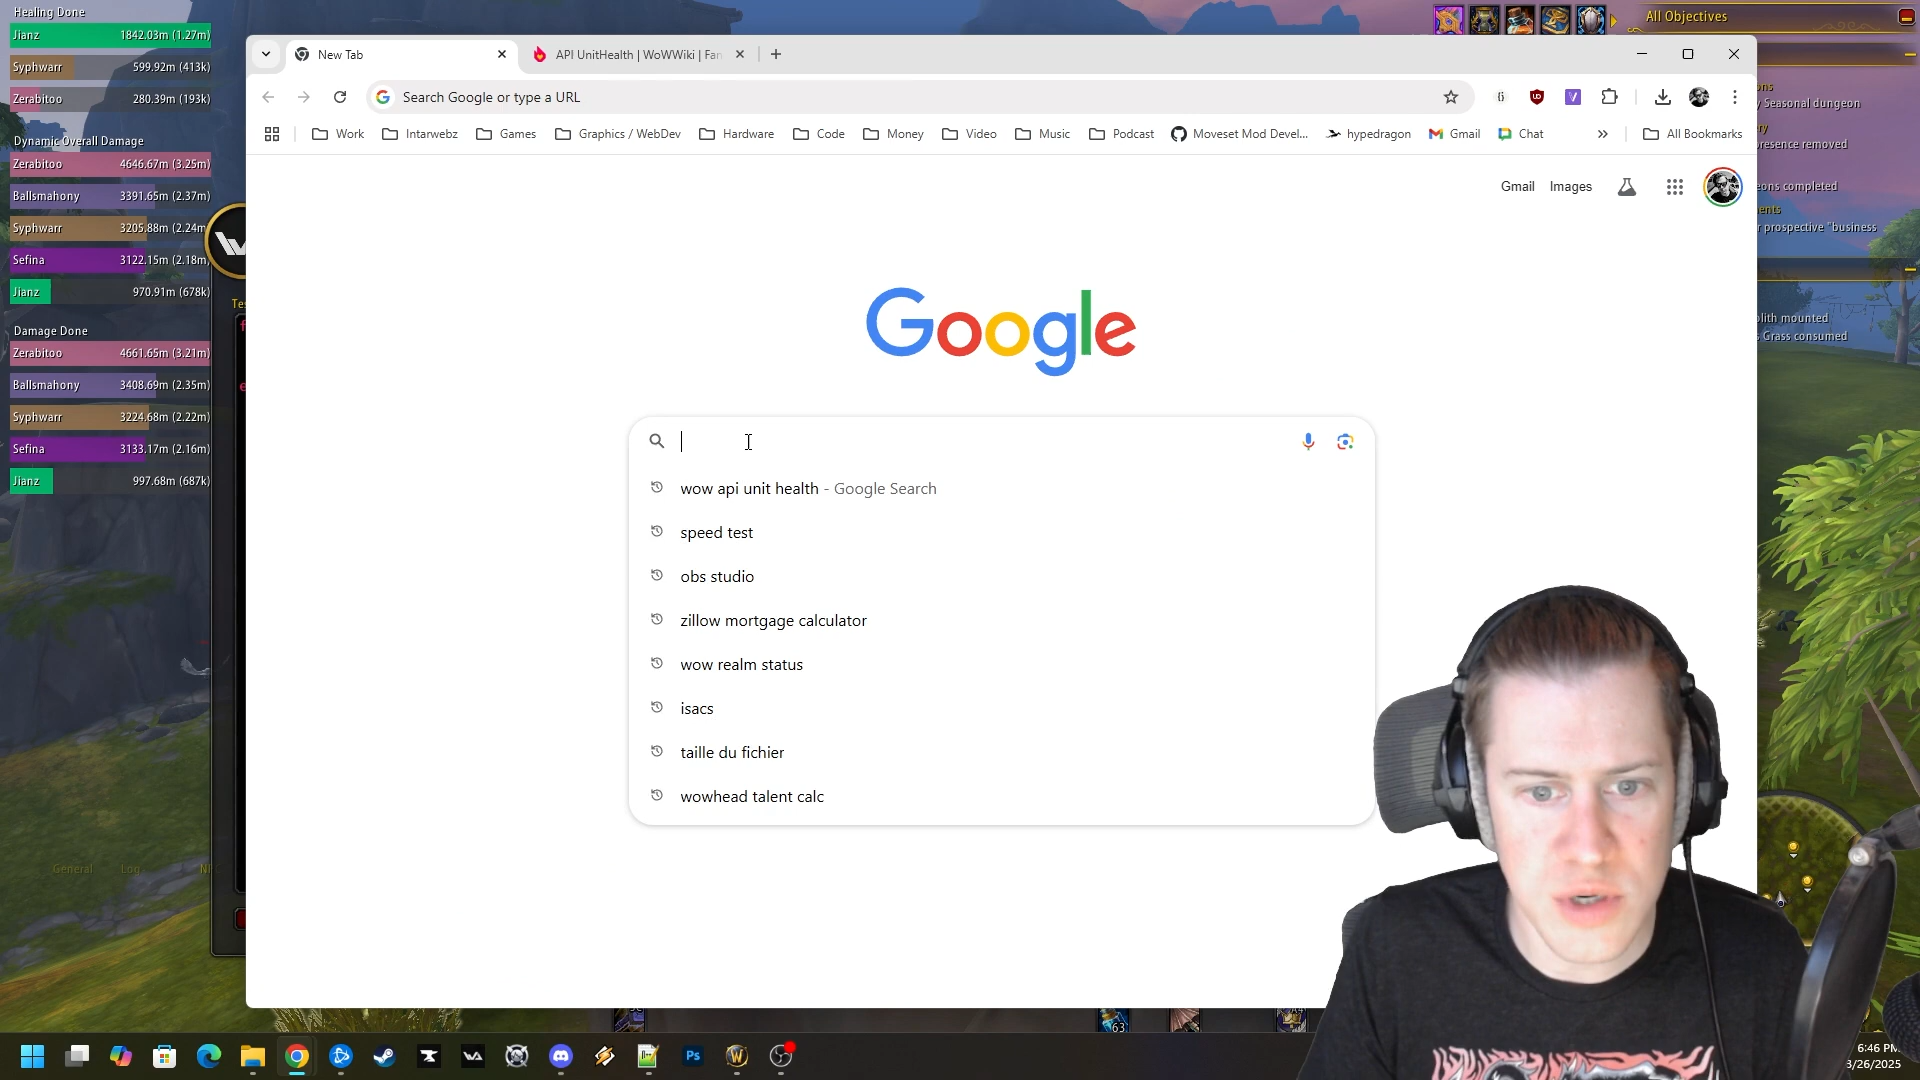 Healing Done
Jianz 1842.03m (1.27m)
Syphwarr 599.92m (413k)
Zerabitoo 280.39m (193k)
Dynamic Overall Damage
Zerabitoo 4646.67m (3.25m)
Ballsmahony 3391.65m (2.37m)
Syphwarr 3205.88m (2.24m
Sefina 3122.15m (2.18m)
Jianz 970.91m (678k)
Damage Done
Zerabitoo 4661.65m (3.21m)
Ballsmahony 3408.69m (2.35m)
Syphwarr 3224.68m (2.22m)
Sefina 3133.17m (2.16m)
Jianz 997.68m (687k)
General Log
All Objectives
Seasonal dungeon
presence removed
completed
prospective "business
mounted
Grass consumed
New Tab
API UnitHealth | WoWWiki | Fan
Search Google or type a URL
Work Intarwebz Games Graphics / WebDev Hardware Code Money Video Music Podcast Moveset Mod Devel... hypedragon Gmail Chat » All Bookmarks
Gmail Images
Google
wow api unit health - Google Search
speed test
obs studio
zillow mortgage calculator
wow realm status
isacs
taille du fichier
wowhead talent calc
63
Ps
6:46 PM
3/26/2025